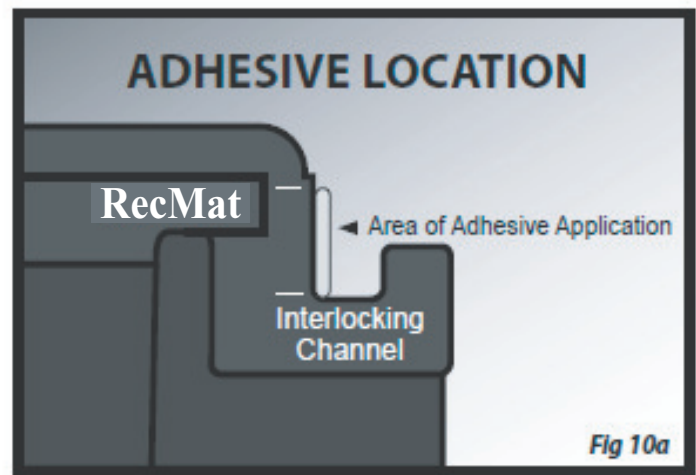 ADHESIVE LOCATION
RecMat
◄ Area of Adhesive Application
Interlocking
Channel
Fig 10a